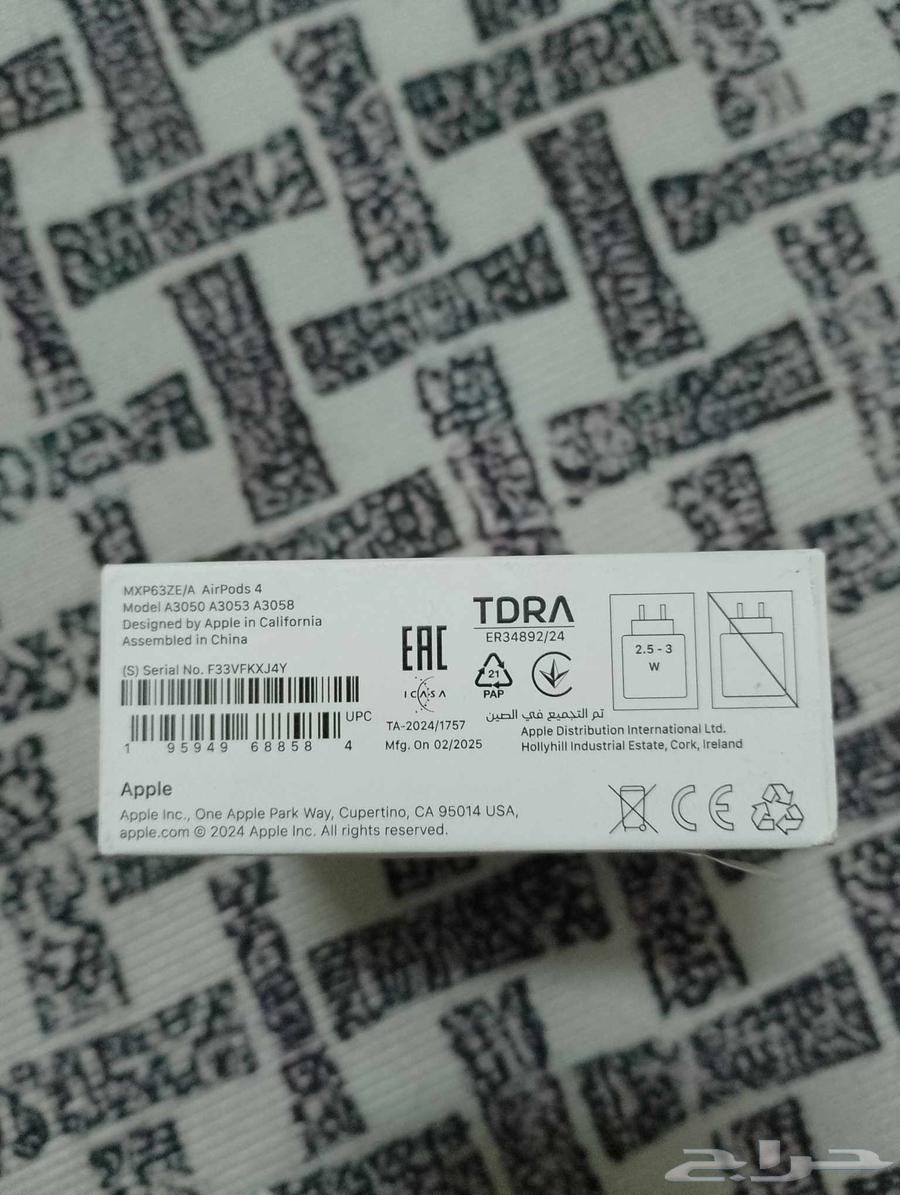 MXP63ZE/A AirPods 4
Model A3050 A3053 A3058
Designed by Apple in California
Assembled in China
(S) Serial No. F33VFKXJ4Y
UPC
1 95949 68858 4
EAC
ICASA
TA-2024/1757
Mfg. On 02/2025
TDRA
ER34892/24
21
PAP
2.5 - 3
W
تم التجميع في الصين
Apple Distribution International Ltd.
Hollyhill Industrial Estate, Cork, Ireland
Apple
Apple Inc., One Apple Park Way, Cupertino, CA 95014 USA,
apple.com © 2024 Apple Inc. All rights reserved.
CE
حراج